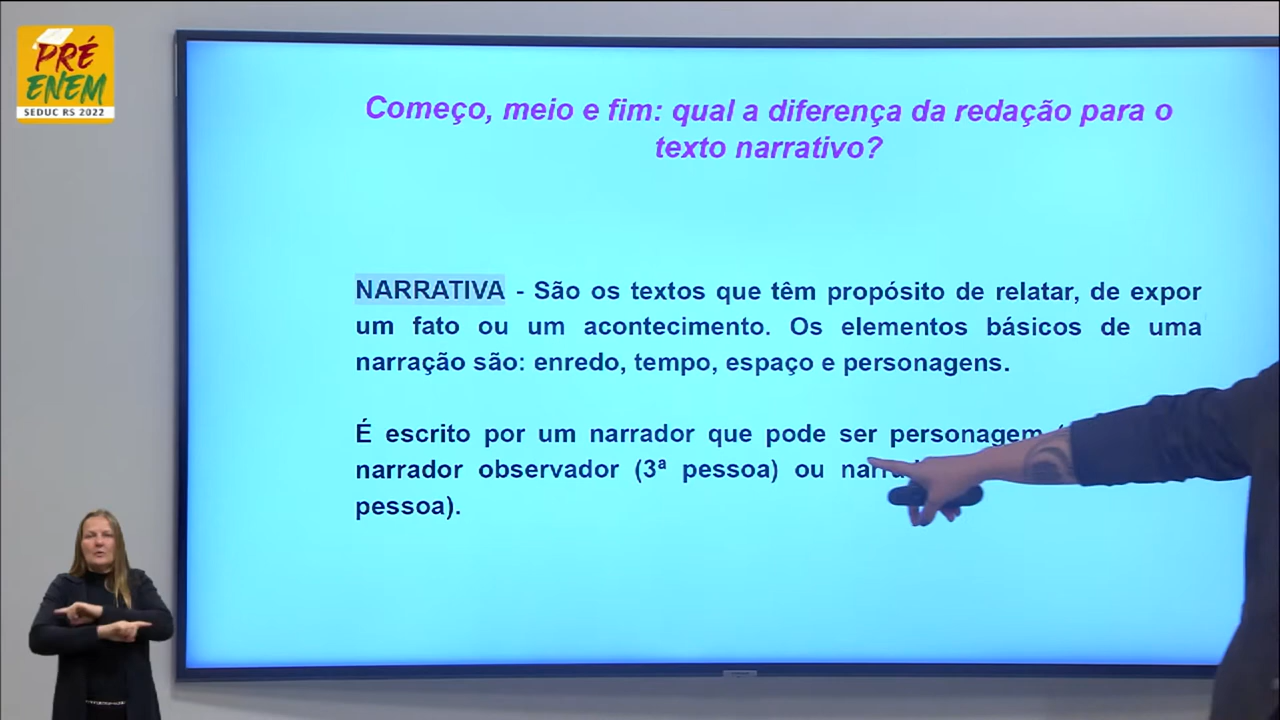 PRÉ
ENEM
SEDUC RS 2022
Começo, meio e fim: qual a diferença da redação para o
texto narrativo?
NARRATIVA - São os textos que têm propósito de relatar, de expor
um fato ou um acontecimento. Os elementos básicos de uma
narração são: enredo, tempo, espaço e personagens.
É escrito por um narrador que pode ser personagem
narrador observador (3ª pessoa) ou
pessoa).